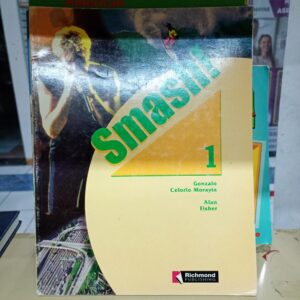 Smash!
1
Gonzalo
Celorio Morayta
Alan
Fisher
Richmond
PUBLISHING